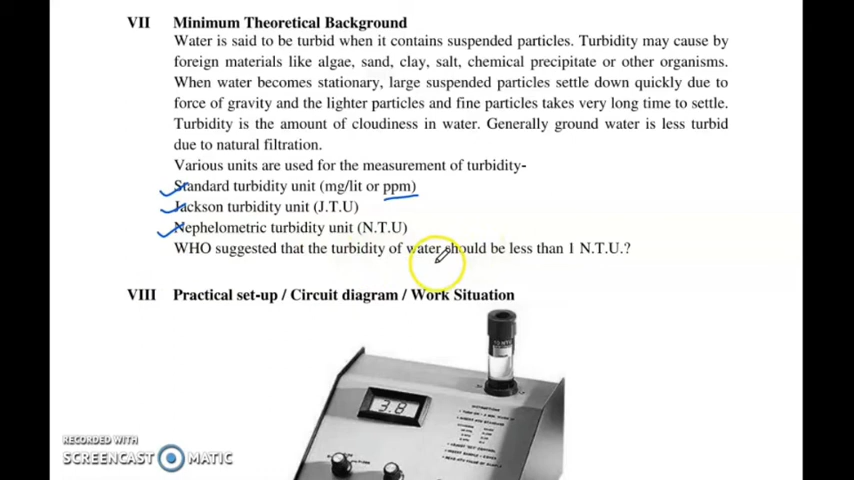 VII Minimum Theoretical Background
Water is said to be turbid when it contains suspended particles. Turbidity may cause by
foreign materials like algae, sand, clay, salt, chemical precipitate or other organisms.
When water becomes stationary, large suspended particles settle down quickly due to
force of gravity and the lighter particles and fine particles takes very long time to settle.
Turbidity is the amount of cloudiness in water. Generally ground water is less turbid
due to natural filtration.
Various units are used for the measurement of turbidity-
Standard turbidity unit (mg/lit or ppm)
Jackson turbidity unit (J.T.U)
Nephelometric turbidity unit (N.T.U)
WHO suggested that the turbidity of water should be less than 1 N.T.U.?
VIII Practical set-up / Circuit diagram / Work Situation
3.8
RECORDED WITH
SCREENCAST MATIC